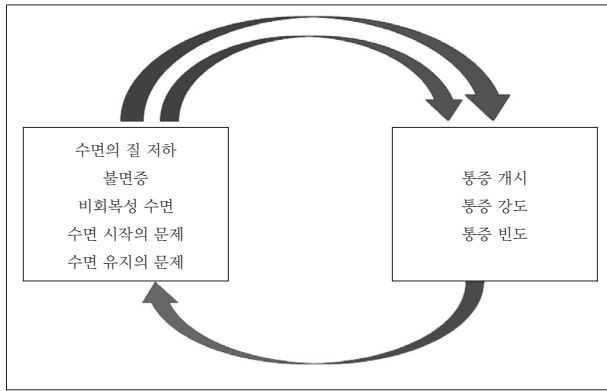 수면의 질 저하
불면증
비회복성 수면
수면 시작의 문제
수면 유지의 문제
통증 개시
통증 강도
통증 빈도